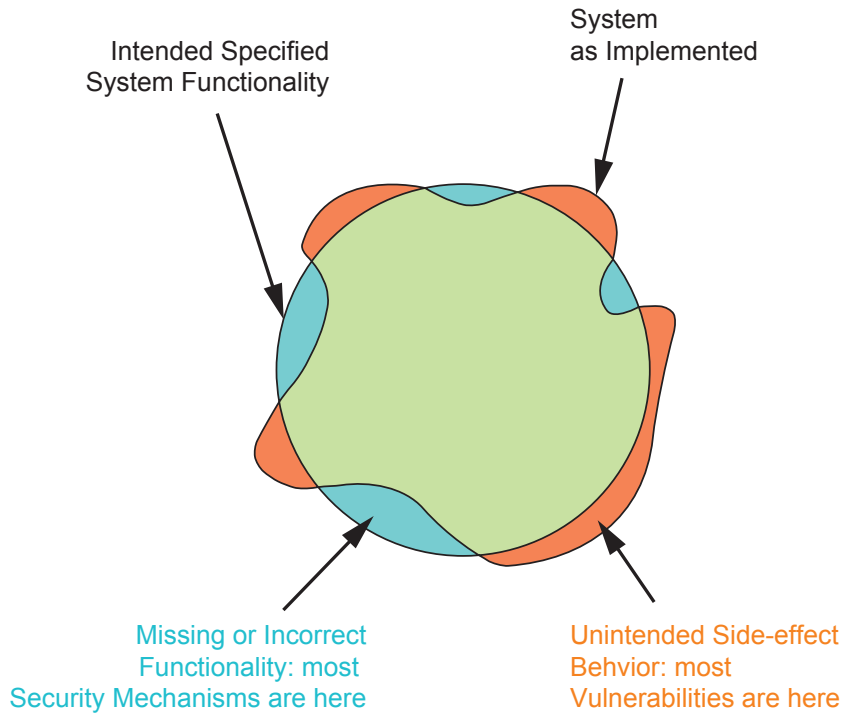 Intended Specified
System Functionality
System
as Implemented
Missing or Incorrect
Functionality: most
Security Mechanisms are here
Unintended Side-effect
Behvior: most
Vulnerabilities are here